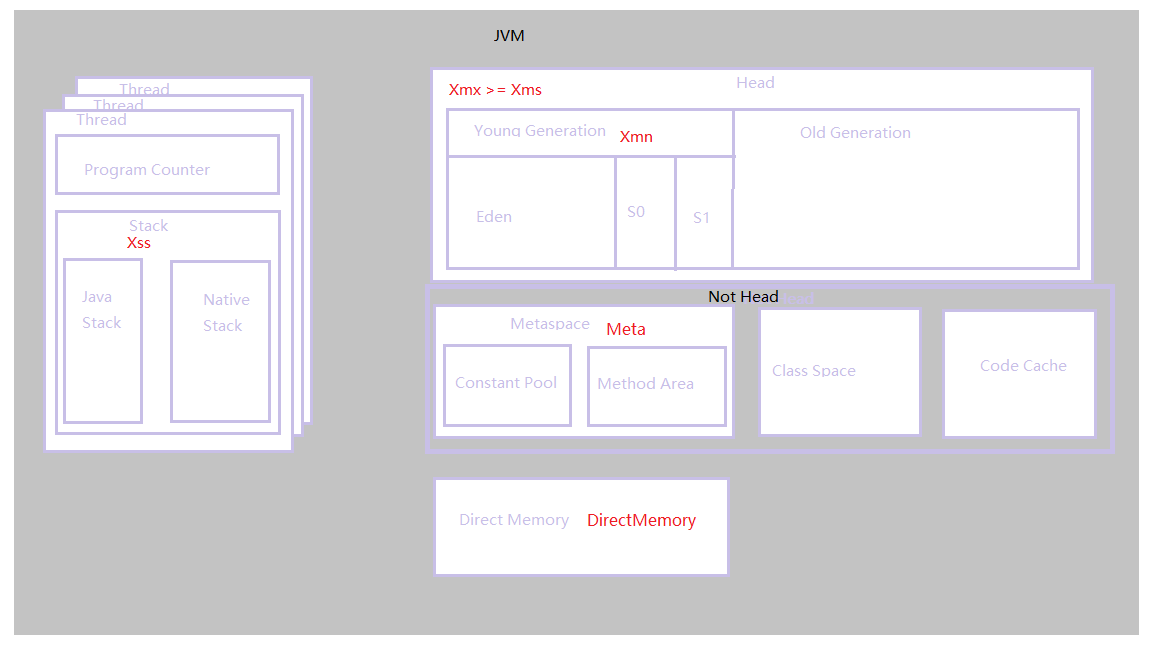 JVM
Thread
Thread
Thread
Program Counter
Stack
Xss
Java
Stack
Native
Stack
Head
Xmx >= Xms
Young Generation
Xmn
Old Generation
Eden
S0
S1
Not Head
Metaspace
Meta
Constant Pool
Method Area
Class Space
Code Cache
Direct Memory
DirectMemory